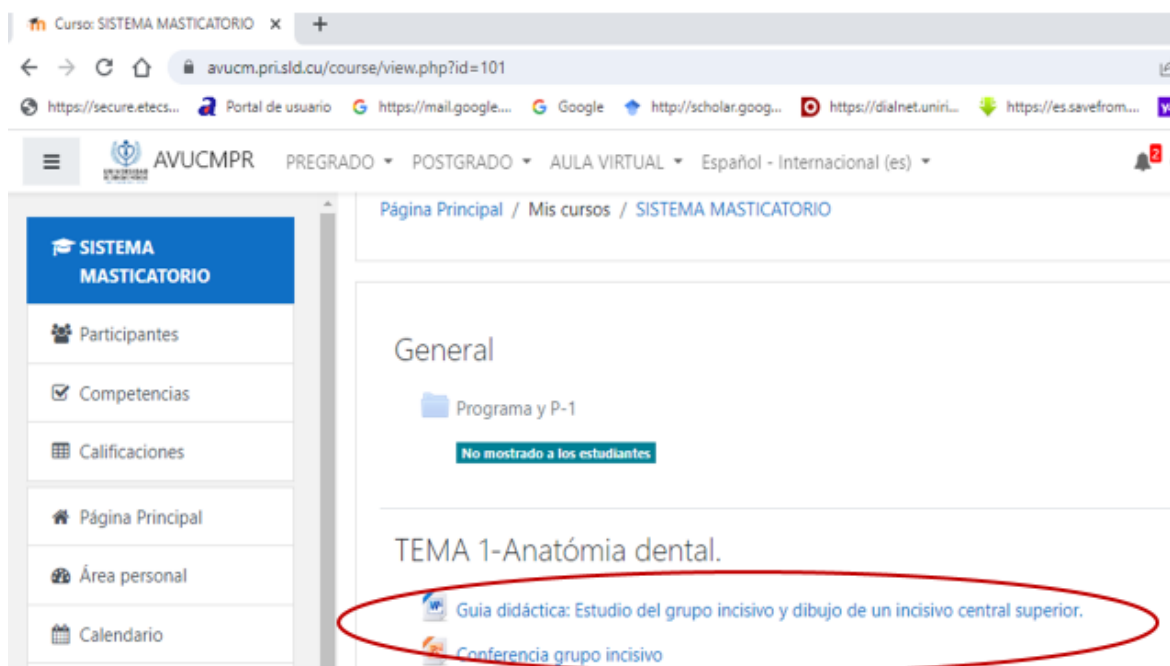 Curso: SISTEMA MASTICATORIO
avucm.pri.sld.cu/course/view.php?id=101
https://secure.etecs... Portal de usuario https://mail.google.... Google http://scholar.goog... https://dialnet.uniri... https://es.savefrom....
AVUCMPR PREGRADO POSTGRADO AULA VIRTUAL Español - Internacional (es) 2
Página Principal / Mis cursos / SISTEMA MASTICATORIO
SISTEMA
MASTICATORIO
Participantes
Competencias
Calificaciones
Página Principal
Área personal
Calendario
General
Programa y P-1
No mostrado a los estudiantes
TEMA 1-Anatómia dental.
Guia didáctica: Estudio del grupo incisivo y dibujo de un incisivo central superior.
Conferencia grupo incisivo